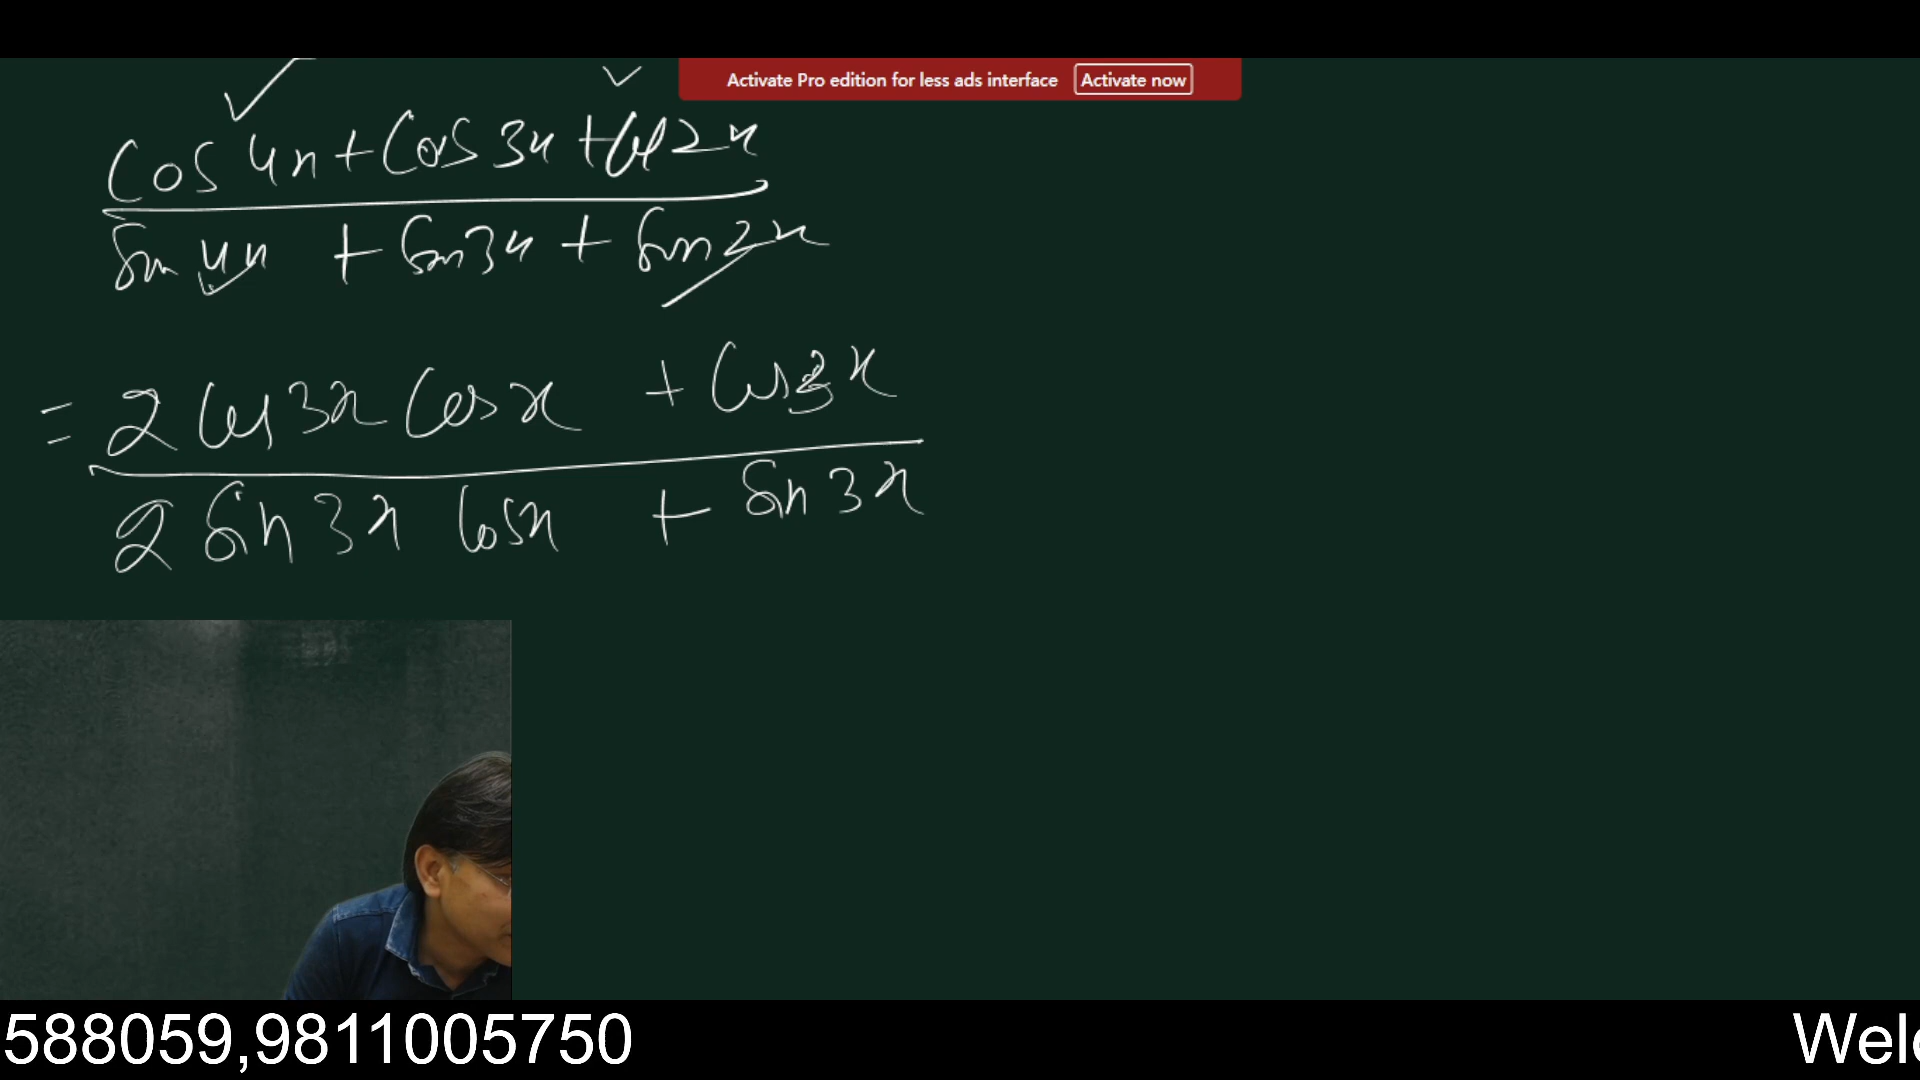 Activate Pro edition for less ads interface Activate now
Cos 4x + Cos 3x + Cos 2x
Sin 4x + Sin 3x + Sin 2x
= 2 Cos 3x Cos x + Cos 3x
2 Sin 3x Cos x + Sin 3x
588059,9811005750
Welc